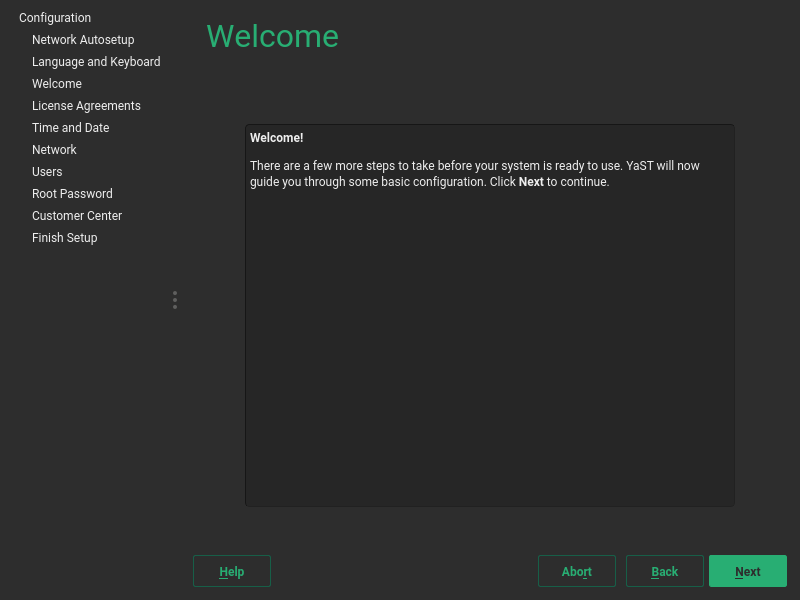 Configuration
Network Autosetup
Language and Keyboard
Welcome
License Agreements
Time and Date
Network
Users
Root Password
Customer Center
Finish Setup
Welcome
Welcome!
There are a few more steps to take before your system is ready to use. YaST will now
guide you through some basic configuration. Click Next to continue.
Help
Abort
Back
Next